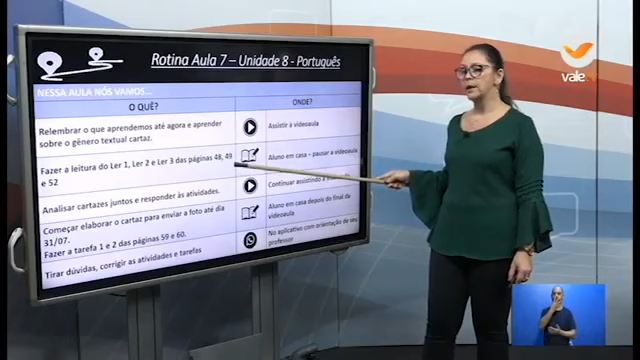 Rotina Aula 7 – Unidade 8 - Português
NESSA AULA NÓS VAMOS...
O QUÊ?
ONDE?
Relembrar o que aprendemos até agora e aprender
sobre o gênero textual cartaz.
Assistir à videoaula
Fazer a leitura do Ler 1, Ler 2 e Ler 3 das páginas 48, 49
e 52
Aluno em casa – pausar a videoaula
Analisar cartazes juntos e responder às atividades.
Continuar assistindo a
Começar elaborar o cartaz para enviar a foto até dia
31/07.
Fazer a tarefa 1 e 2 das páginas 59 e 60.
Aluno em casa depois do final da
videoaula
Tirar dúvidas, corrigir as atividades e tarefas
No aplicativo com orientação de seu
professor
vale